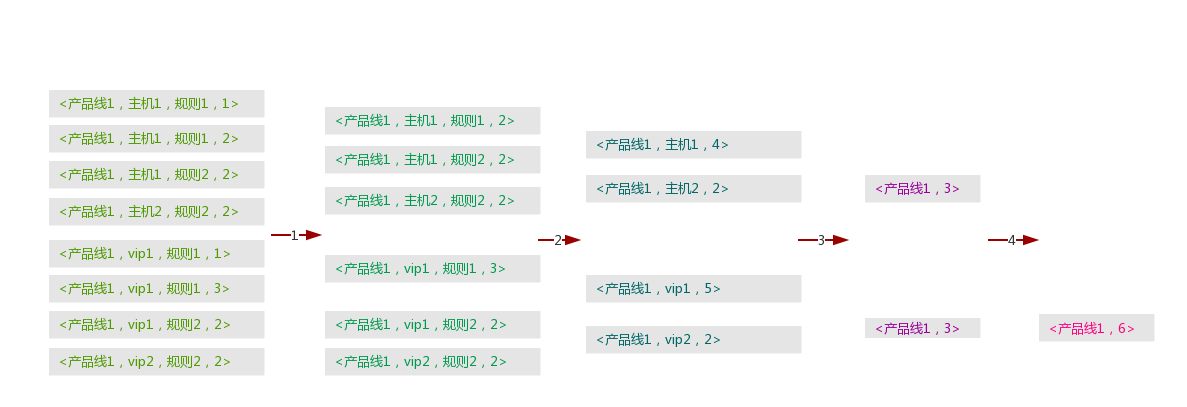 <产品线1，主机1，规则1，1>
<产品线1，主机1，规则1，2>
<产品线1，主机1，规则2，2>
<产品线1，主机2，规则2，2>
<产品线1，vip1，规则1，1>
<产品线1，vip1，规则1，3>
<产品线1，vip1，规则2，2>
<产品线1，vip2，规则2，2>
1
<产品线1，主机1，规则1，2>
<产品线1，主机1，规则2，2>
<产品线1，主机2，规则2，2>
<产品线1，vip1，规则1，3>
<产品线1，vip1，规则2，2>
<产品线1，vip2，规则2，2>
2
<产品线1，主机1，4>
<产品线1，主机2，2>
<产品线1，vip1，5>
<产品线1，vip2，2>
3
<产品线1，3>
<产品线1，3>
4
<产品线1，6>